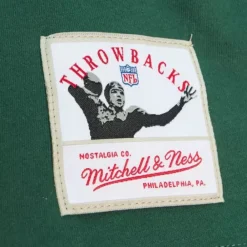 THROWBACKS
NFL
NOSTALGIA CO.
Mitchell & Ness
PHILADELPHIA, PA.